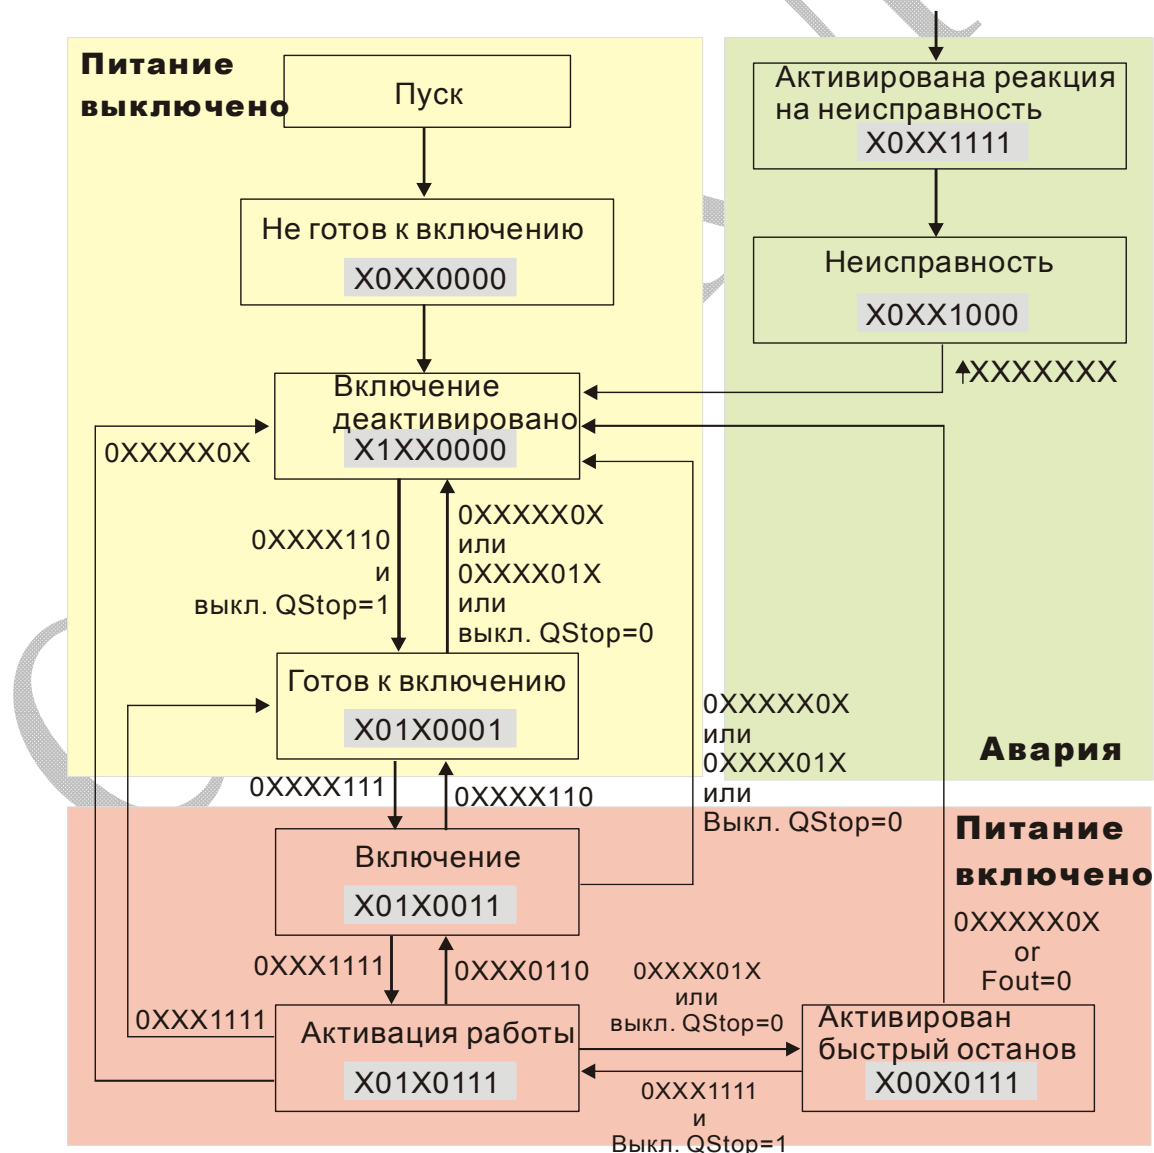 Питание
выключено
Пуск
Не готов к включению
X0XX0000
Включение
деактивировано
X1XX0000
0XXXXX0X
0XXXX110
и
выкл. QStop=1
0XXXXX0X
или
0XXXX01X
или
выкл. QStop=0
Готов к включению
X01X0001
Активирована реакция
на неисправность
X0XX1111
Неисправность
X0XX1000
XXXXXXX
Авария
0XXXXX0X
или
0XXXX01X
или
Выкл. QStop=0
0XXXX111
0XXXX110
Питание
включено
Включение
X01X0011
0XXX1111
0XXX0110
0XXX1111
Активация работы
X01X0111
0XXXX01X
или
выкл. QStop=0
0XXXXX0X
or
Fout=0
Активирован
быстрый останов
X00X0111
0XXX1111
и
Выкл. QStop=1